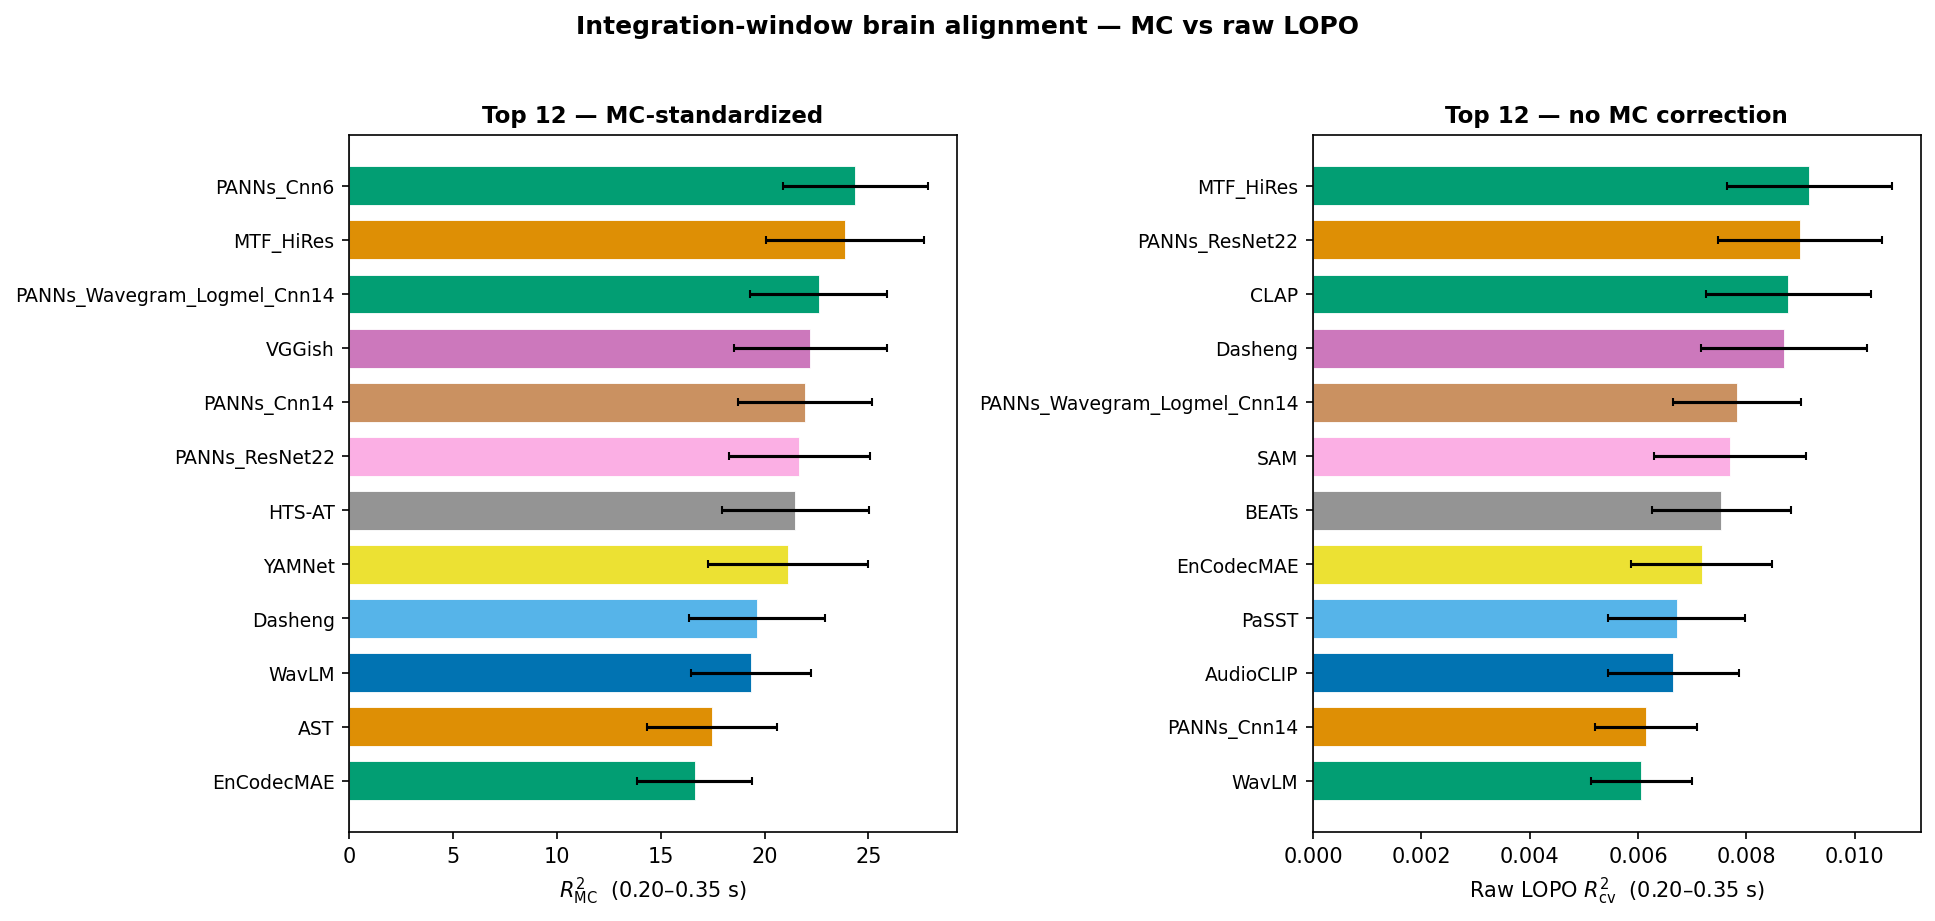 Integration-window brain alignment — MC vs raw LOPO
Top 12 — MC-standardized
PANNs_Cnn6
MTF_HiRes
PANNs_Wavegram_Logmel_Cnn14
VGGish
PANNs_Cnn14
PANNs_ResNet22
HTS-AT
YAMNet
Dasheng
WavLM
AST
EnCodecMAE
0 5 10 15 20 25
R²MC (0.20–0.35 s)
Top 12 — no MC correction
MTF_HiRes
PANNs_ResNet22
CLAP
Dasheng
PANNs_Wavegram_Logmel_Cnn14
SAM
BEATs
EnCodecMAE
PaSST
AudioCLIP
PANNs_Cnn14
WavLM
0.000 0.002 0.004 0.006 0.008 0.010
Raw LOPO R²cv (0.20–0.35 s)